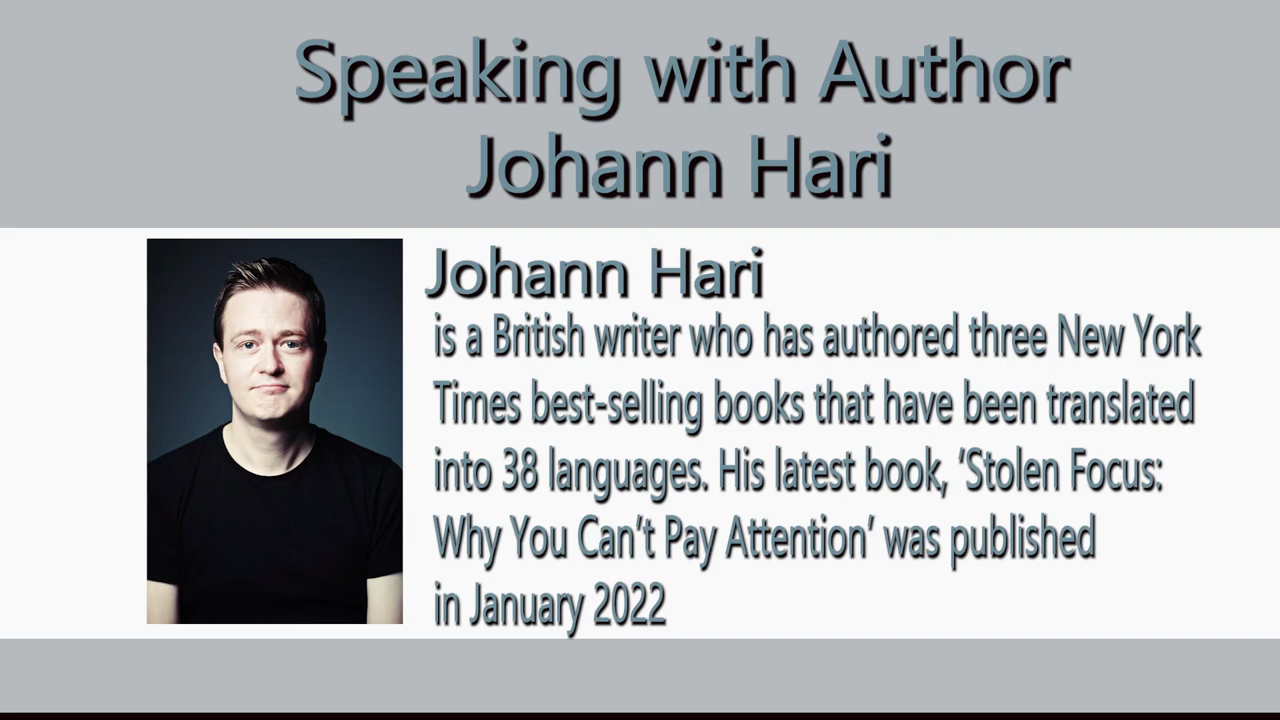 Speaking with Author
Johann Hari
Johann Hari
is a British writer who has authored three New York
Times best-selling books that have been translated
into 38 languages. His latest book, ‘Stolen Focus:
Why You Can’t Pay Attention’ was published
in January 2022